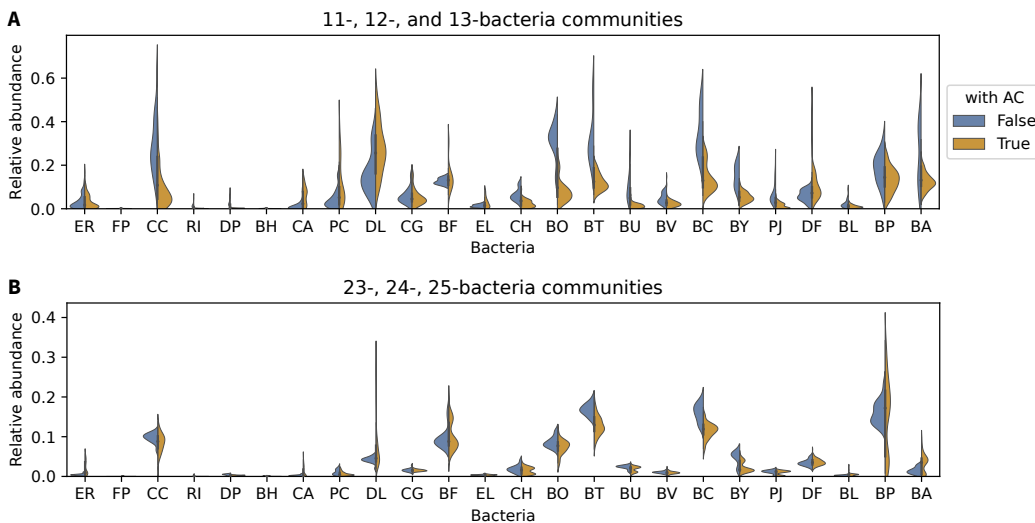 A
11-, 12-, and 13-bacteria communities
Relative abundance
0.6
0.4
0.2
0.0
ER FP CC RI DP BH CA PC DL CG BF EL CH BO BT BU BV BC BY PJ DF BL BP BA
Bacteria
with AC
False
True
B
23-, 24-, 25-bacteria communities
Relative abundance
0.4
0.3
0.2
0.1
0.0
ER FP CC RI DP BH CA PC DL CG BF EL CH BO BT BU BV BC BY PJ DF BL BP BA
Bacteria